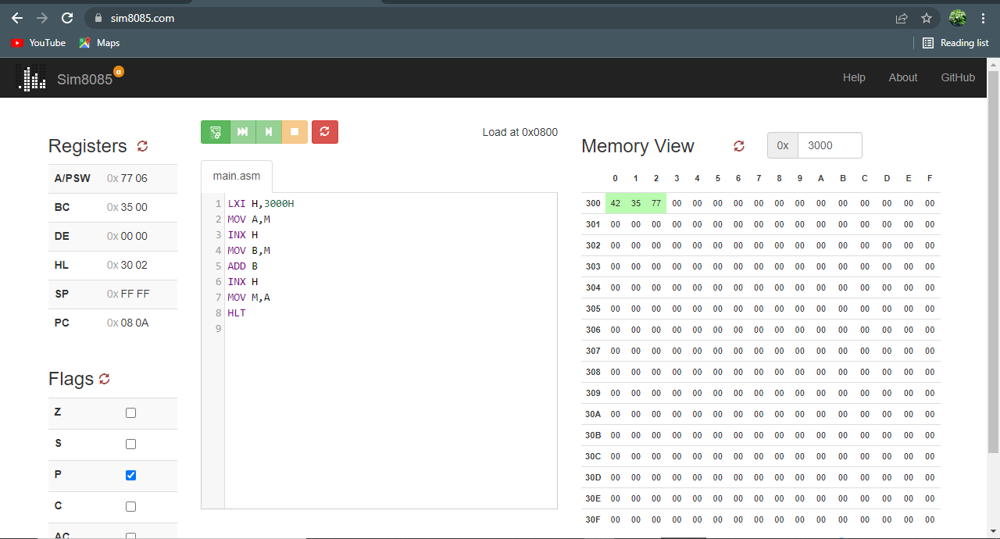 sim8085.com
YouTube Maps Reading list
Sim8085 α Help About GitHub
Load at 0x0800
Registers
A/PSW 0x 77 06
BC 0x 35 00
DE 0x 00 00
HL 0x 30 02
SP 0x FF FF
PC 0x 08 0A
Flags
Z
S
P
C
AC
main.asm
1 LXI H,3000H
2 MOV A,M
3 INX H
4 MOV B,M
5 ADD B
6 INX H
7 MOV M,A
8 HLT
9
Memory View 0x 3000
0 1 2 3 4 5 6 7 8 9 A B C D E F
300 42 35 77 00 00 00 00 00 00 00 00 00 00 00 00 00
301 00 00 00 00 00 00 00 00 00 00 00 00 00 00 00 00
302 00 00 00 00 00 00 00 00 00 00 00 00 00 00 00 00
303 00 00 00 00 00 00 00 00 00 00 00 00 00 00 00 00
304 00 00 00 00 00 00 00 00 00 00 00 00 00 00 00 00
305 00 00 00 00 00 00 00 00 00 00 00 00 00 00 00 00
306 00 00 00 00 00 00 00 00 00 00 00 00 00 00 00 00
307 00 00 00 00 00 00 00 00 00 00 00 00 00 00 00 00
308 00 00 00 00 00 00 00 00 00 00 00 00 00 00 00 00
309 00 00 00 00 00 00 00 00 00 00 00 00 00 00 00 00
30A 00 00 00 00 00 00 00 00 00 00 00 00 00 00 00 00
30B 00 00 00 00 00 00 00 00 00 00 00 00 00 00 00 00
30C 00 00 00 00 00 00 00 00 00 00 00 00 00 00 00 00
30D 00 00 00 00 00 00 00 00 00 00 00 00 00 00 00 00
30E 00 00 00 00 00 00 00 00 00 00 00 00 00 00 00 00
30F 00 00 00 00 00 00 00 00 00 00 00 00 00 00 00 00